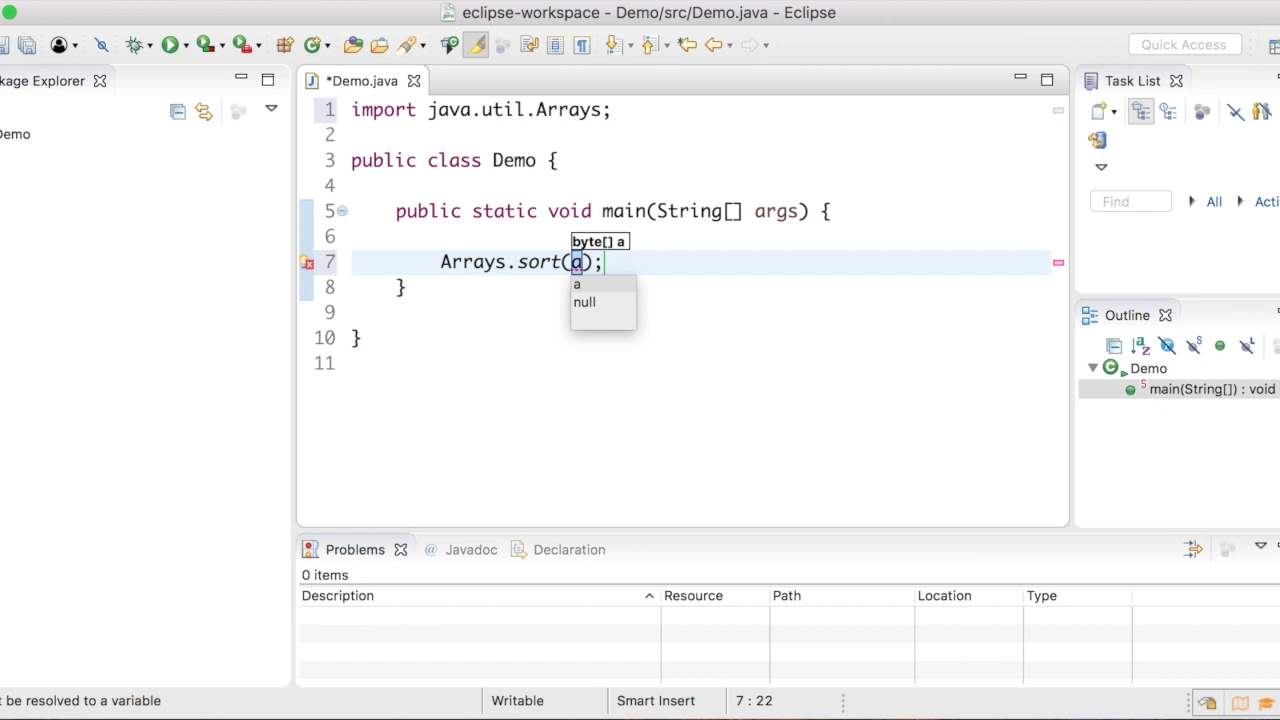 eclipse-workspace - Demo/src/Demo.java - Eclipse
Quick Access
kage Explorer
*Demo.java
Task List
emo
1 import java.util.Arrays;
2
3 public class Demo {
4
5 public static void main(String[] args) {
6
byte[] a
7 Arrays.sort(a);
a
8 }
null
9
10 }
11
Find
All
Acti
Outline
Demo
S main(String[]) : void
Problems
@ Javadoc
Declaration
0 items
Description Resource Path Location Type
t be resolved to a variable
Writable
Smart Insert
7 : 22